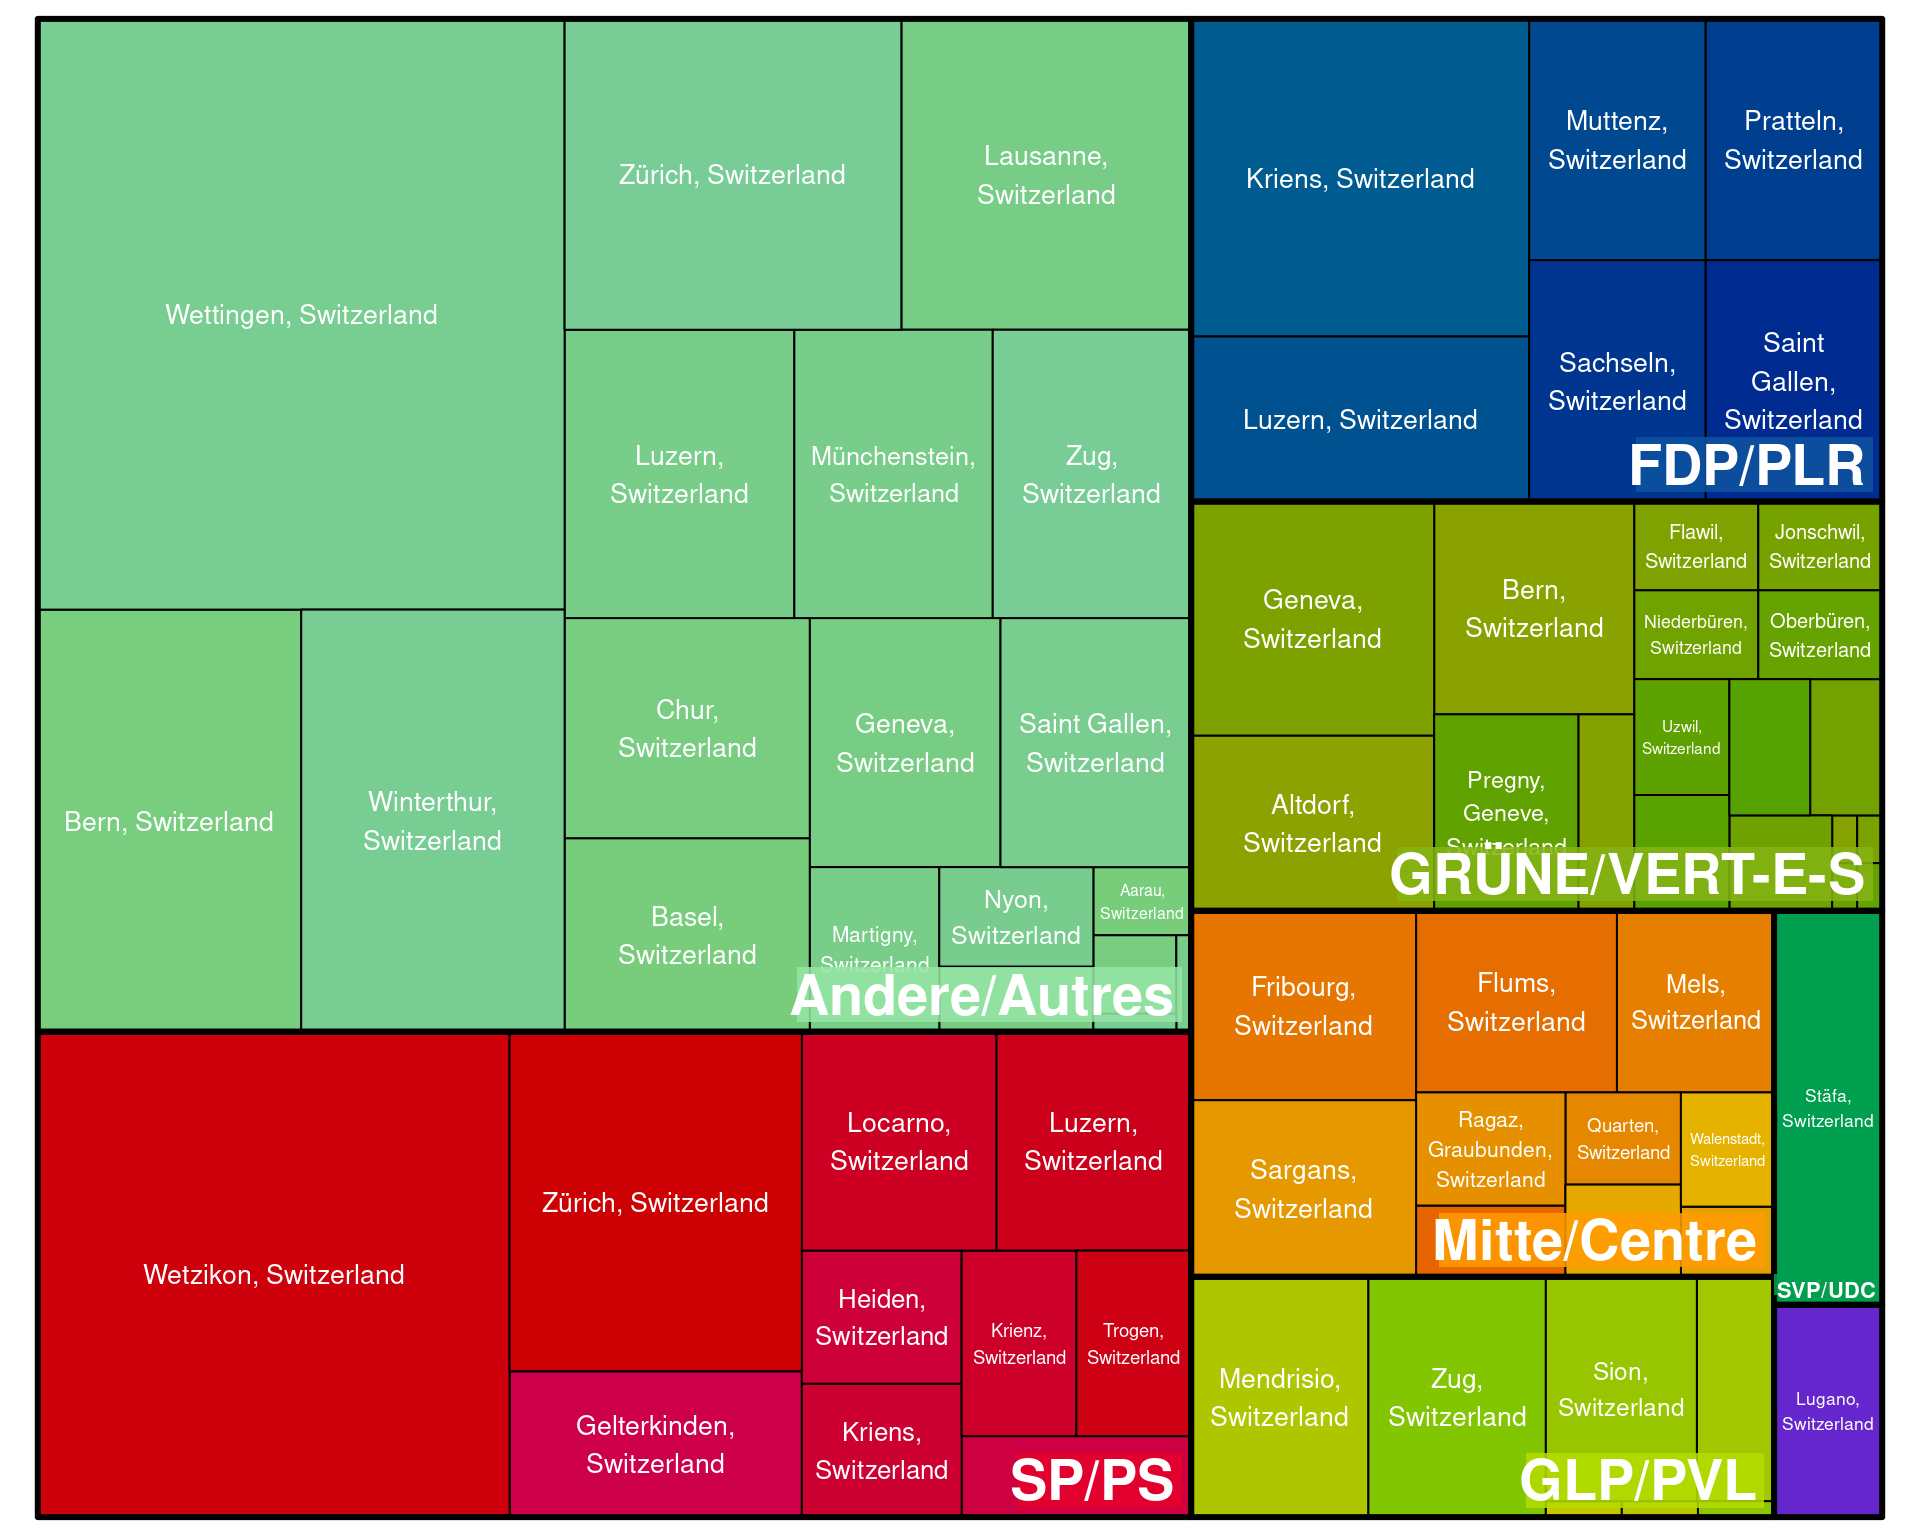 Wettingen, Switzerland
Zürich, Switzerland
Lausanne,
Switzerland
Luzern,
Switzerland
Münchenstein,
Switzerland
Zug,
Switzerland
Bern, Switzerland
Winterthur,
Switzerland
Chur,
Switzerland
Geneva,
Switzerland
Saint Gallen,
Switzerland
Basel,
Switzerland
Martigny,
Switzerland
Nyon,
Switzerland
Aarau,
Switzerland
Andere/Autres
Kriens, Switzerland
Muttenz,
Switzerland
Pratteln,
Switzerland
Luzern, Switzerland
Sachseln,
Switzerland
Saint
Gallen,
Switzerland
FDP/PLR
Geneva,
Switzerland
Bern,
Switzerland
Flawil,
Switzerland
Jonschwil,
Switzerland
Niederbüren,
Switzerland
Oberbüren,
Switzerland
Uzwil,
Switzerland
Altdorf,
Switzerland
Pregny,
Geneve,
Switzerland
GRÜNE/VERT-E-S
Wetzikon, Switzerland
Zürich, Switzerland
Locarno,
Switzerland
Luzern,
Switzerland
Gelterkinden,
Switzerland
Heiden,
Switzerland
Krienz,
Switzerland
Trogen,
Switzerland
Kriens,
Switzerland
SP/PS
Fribourg,
Switzerland
Flums,
Switzerland
Mels,
Switzerland
Sargans,
Switzerland
Ragaz,
Graubunden,
Switzerland
Quarten,
Switzerland
Walenstadt,
Switzerland
Mitte/Centre
Stäfa,
Switzerland
SVP/UDC
Mendrisio,
Switzerland
Zug,
Switzerland
Sion,
Switzerland
GLP/PVL
Lugano,
Switzerland